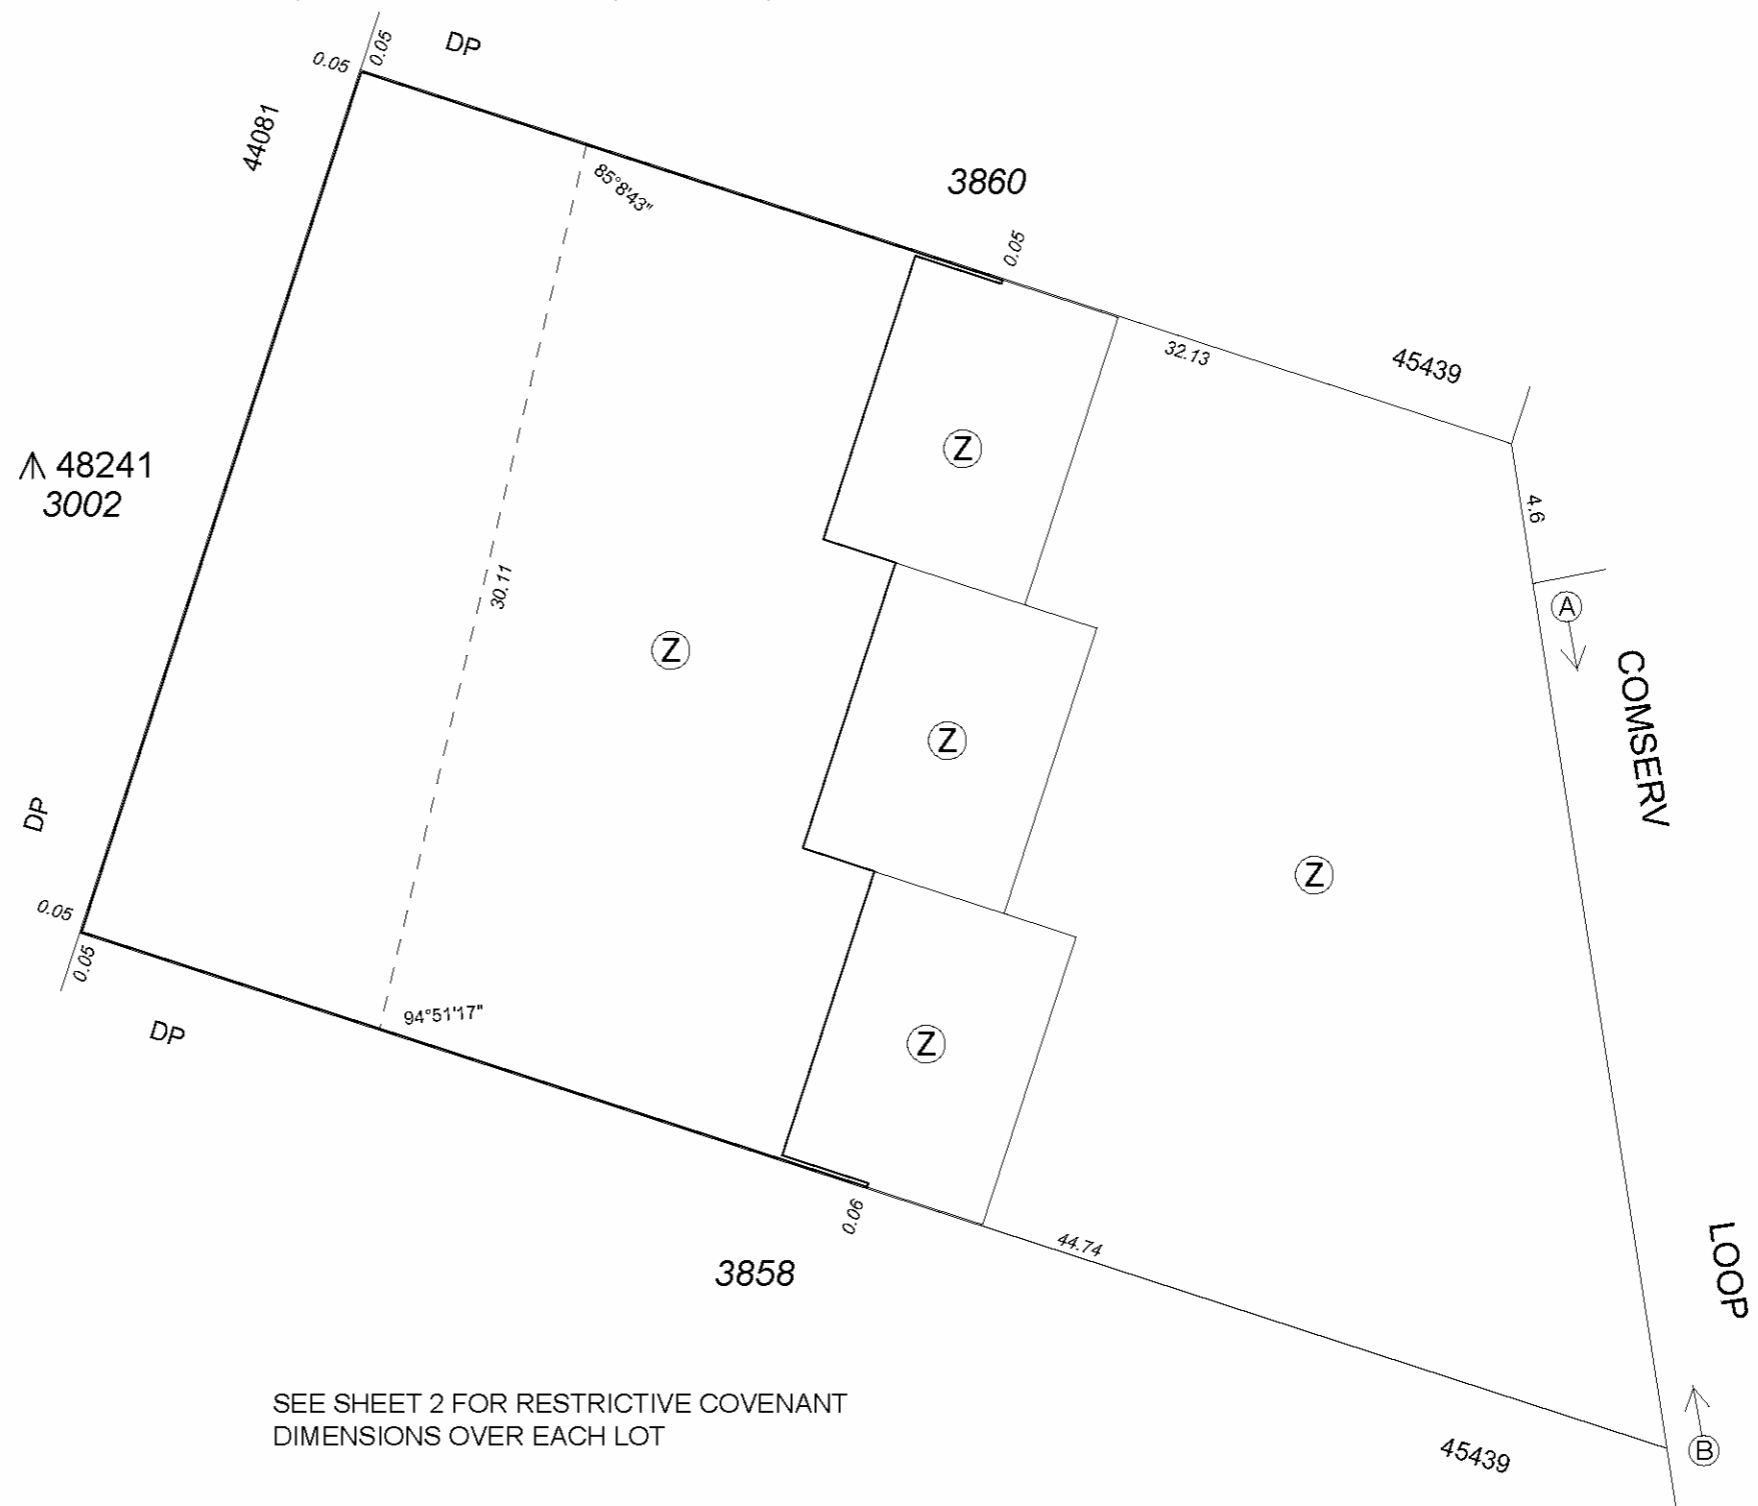 DP
0.05
0.05
44081
85°8'43"
3860
0.05
32.13
45439
Z
48241
3002
4.6
30.11
A
Z
COMSERV
Z
DP
Z
0.05
0.05
94°51'17"
DP
Z
0.06
44.74
3858
LOOP
SEE SHEET 2 FOR RESTRICTIVE COVENANT
DIMENSIONS OVER EACH LOT
45439
B